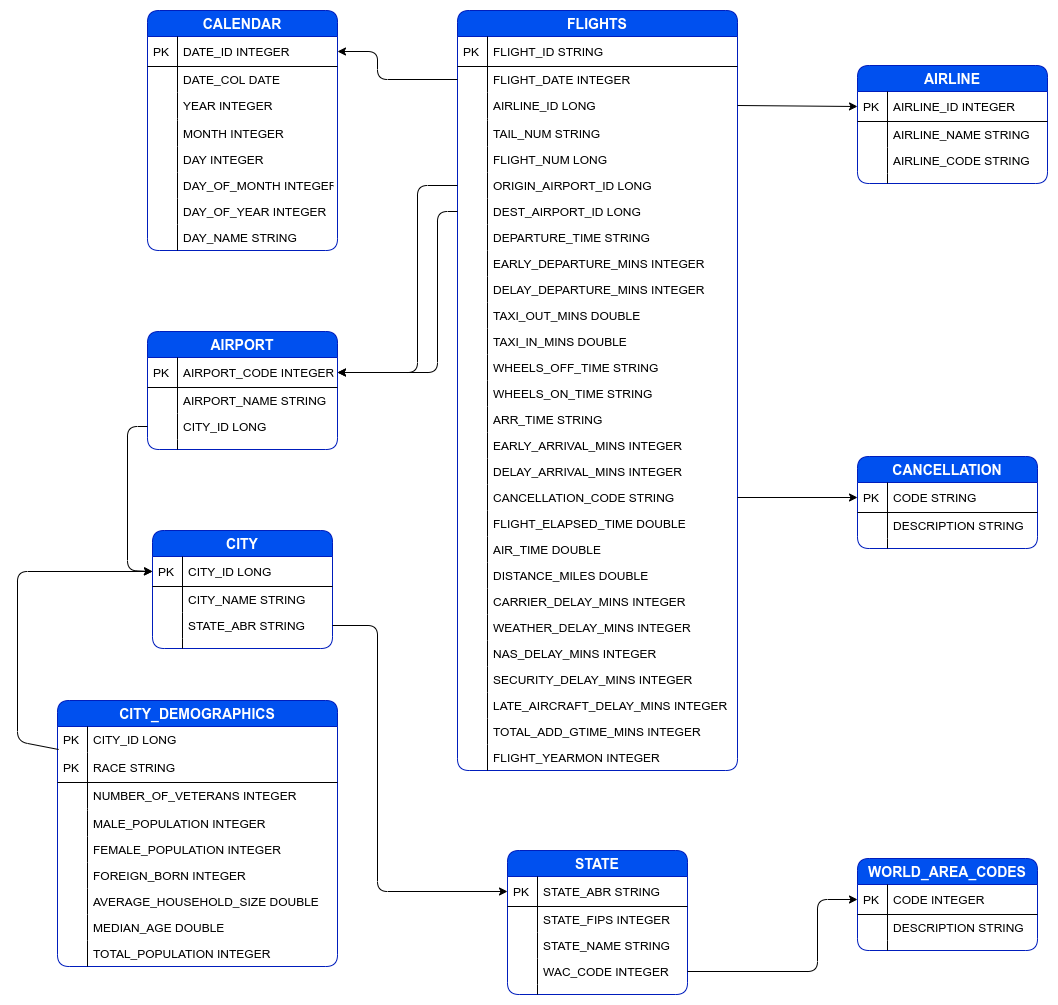 CALENDAR
PK DATE_ID INTEGER
DATE_COL DATE
YEAR INTEGER
MONTH INTEGER
DAY INTEGER
DAY_OF_MONTH INTEGER
DAY_OF_YEAR INTEGER
DAY_NAME STRING
FLIGHTS
PK FLIGHT_ID STRING
FLIGHT_DATE INTEGER
AIRLINE_ID LONG
TAIL_NUM STRING
FLIGHT_NUM LONG
ORIGIN_AIRPORT_ID LONG
DEST_AIRPORT_ID LONG
DEPARTURE_TIME STRING
EARLY_DEPARTURE_MINS INTEGER
DELAY_DEPARTURE_MINS INTEGER
TAXI_OUT_MINS DOUBLE
TAXI_IN_MINS DOUBLE
WHEELS_OFF_TIME STRING
WHEELS_ON_TIME STRING
ARR_TIME STRING
EARLY_ARRIVAL_MINS INTEGER
DELAY_ARRIVAL_MINS INTEGER
CANCELLATION_CODE STRING
FLIGHT_ELAPSED_TIME DOUBLE
AIR_TIME DOUBLE
DISTANCE_MILES DOUBLE
CARRIER_DELAY_MINS INTEGER
WEATHER_DELAY_MINS INTEGER
NAS_DELAY_MINS INTEGER
SECURITY_DELAY_MINS INTEGER
LATE_AIRCRAFT_DELAY_MINS INTEGER
TOTAL_ADD_GTIME_MINS INTEGER
FLIGHT_YEARMON INTEGER
AIRLINE
PK AIRLINE_ID INTEGER
AIRLINE_NAME STRING
AIRLINE_CODE STRING
AIRPORT
PK AIRPORT_CODE INTEGER
AIRPORT_NAME STRING
CITY_ID LONG
CANCELLATION
PK CODE STRING
DESCRIPTION STRING
CITY
PK CITY_ID LONG
CITY_NAME STRING
STATE_ABR STRING
CITY_DEMOGRAPHICS
PK CITY_ID LONG
PK RACE STRING
NUMBER_OF_VETERANS INTEGER
MALE_POPULATION INTEGER
FEMALE_POPULATION INTEGER
FOREIGN_BORN INTEGER
AVERAGE_HOUSEHOLD_SIZE DOUBLE
MEDIAN_AGE DOUBLE
TOTAL_POPULATION INTEGER
STATE
PK STATE_ABR STRING
STATE_FIPS INTEGER
STATE_NAME STRING
WAC_CODE INTEGER
WORLD_AREA_CODES
PK CODE INTEGER
DESCRIPTION STRING